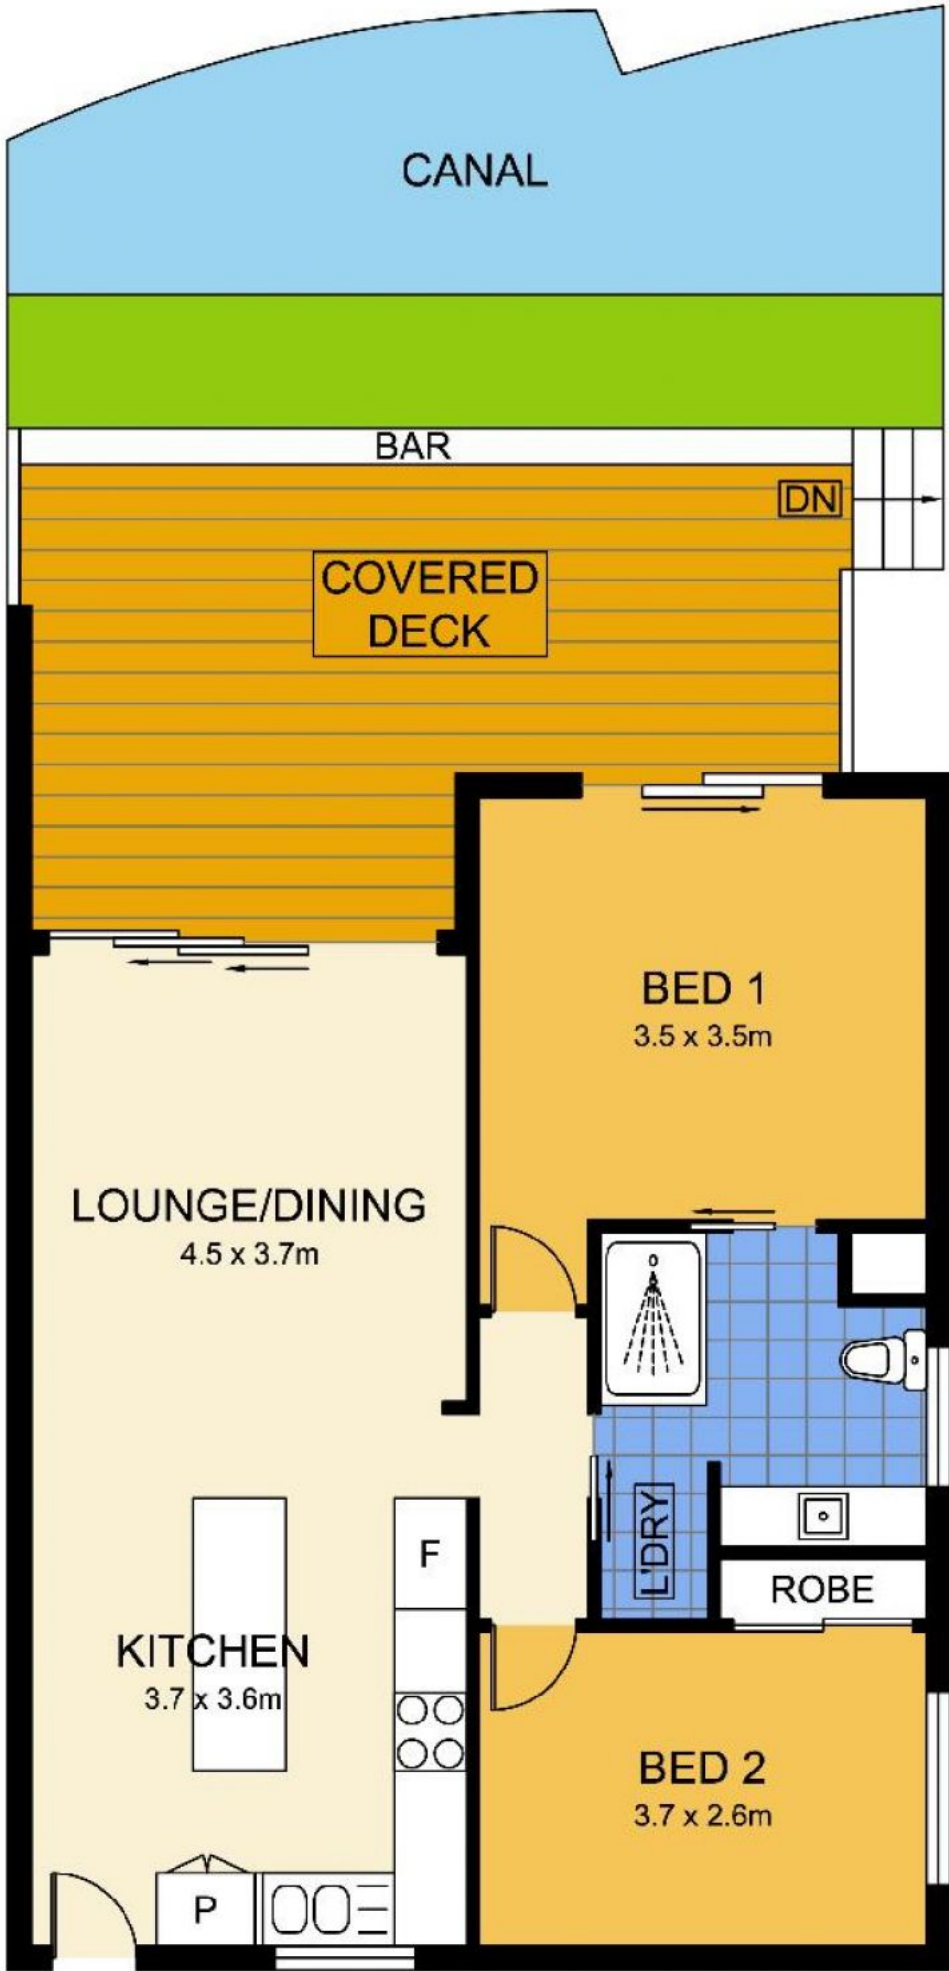 CANAL
BAR
DN
COVERED
DECK
BED 1
3.5 x 3.5m
LOUNGE/DINING
4.5 x 3.7m
F
L'DRY
ROBE
KITCHEN
3.7 x 3.6m
BED 2
3.7 x 2.6m
P